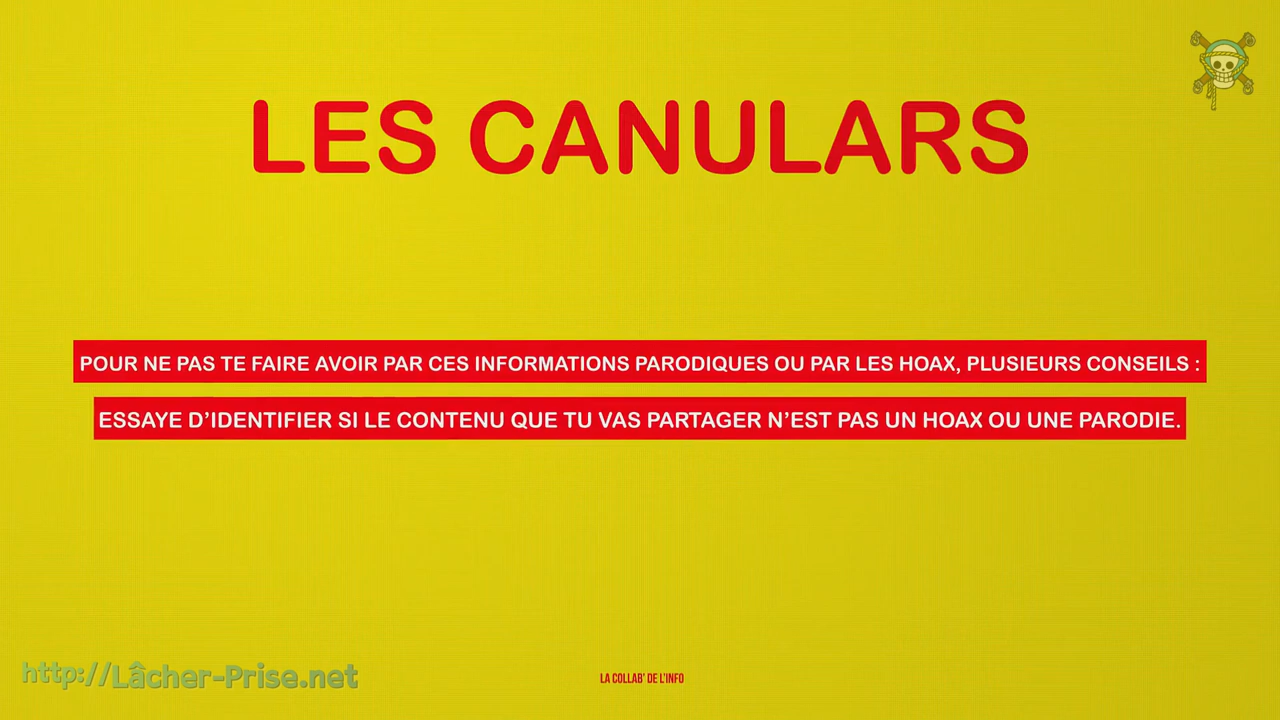 LES CANULARS
POUR NE PAS TE FAIRE AVOIR PAR CES INFORMATIONS PARODIQUES OU PAR LES HOAX, PLUSIEURS CONSEILS :
ESSAYE D’IDENTIFIER SI LE CONTENU QUE TU VAS PARTAGER N’EST PAS UN HOAX OU UNE PARODIE.
http://Lâcher-Prise.net
LA COLLAB’ DE L’INFO